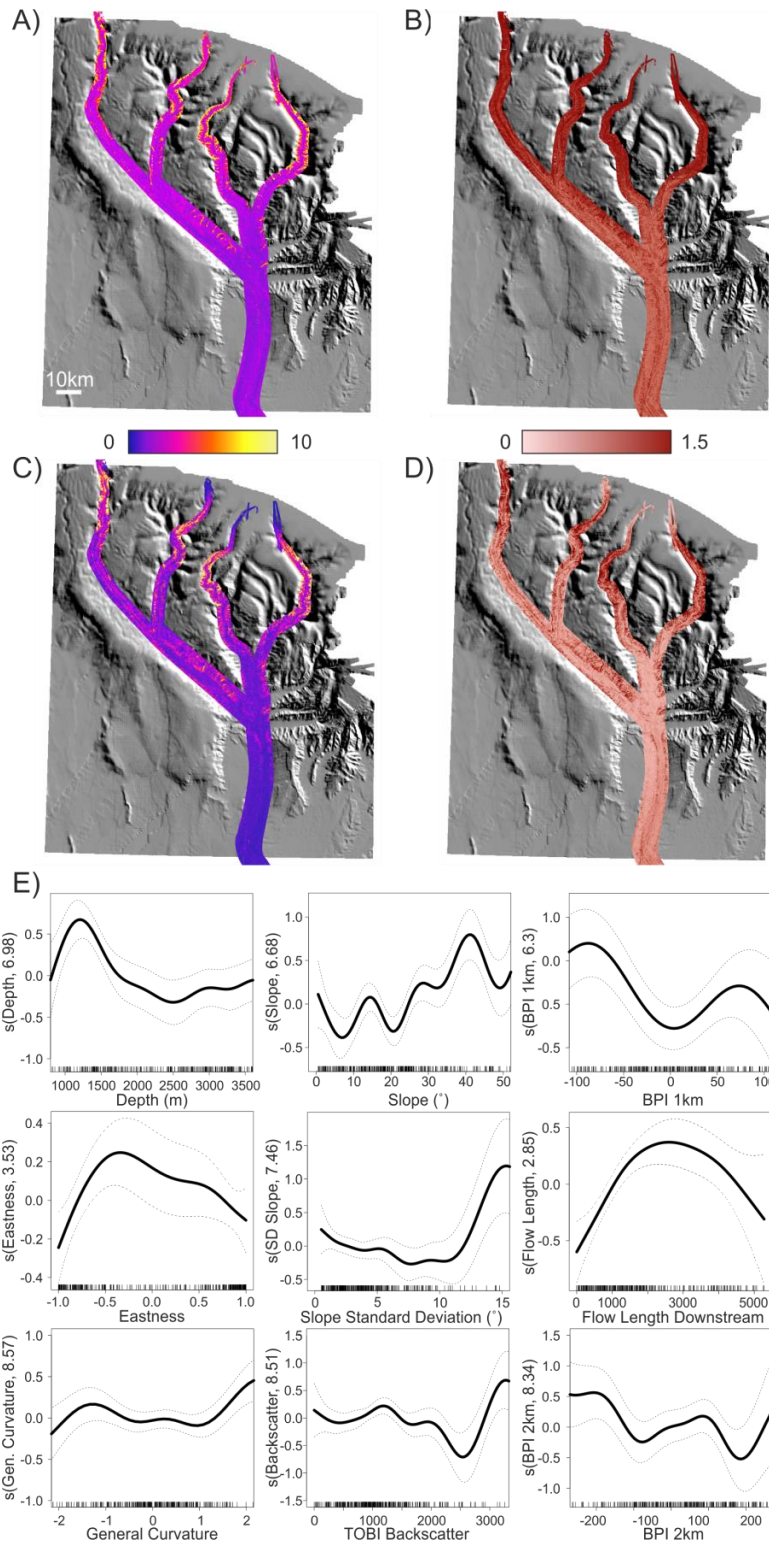 A) B)
10km
0 10 0 1.5
C) D)
E)
s(Depth, 6.98)
0.5
0.0
-0.5
-1.0
1000 1500 2000 2500 3000 3500
Depth (m)
s(Slope, 6.68)
1.0
0.5
0.0
-0.5
0 10 20 30 40 50
Slope (°)
s(BPI 1km, 6.3)
1.0
0.5
0.0
0.5
-0.5
-100 -50 0 50 100
BPI 1km
s(Eastness, 3.53)
0.4
0.2
0.0
-0.2
-0.4
-1.0 -0.5 0.0 0.5 1.0
Eastness
s(SD Slope, 7.46)
1.5
1.0
0.5
0.0
-0.5
0 5 10 15
Slope Standard Deviation (°)
s(Flow Length, 2.85)
0.5
0.0
-0.5
0 1000 3000 5000
Flow Length Downstream
s(Gen. Curvature, 8.57)
1.0
0.5
0.0
-0.5
-1.0
-2 -1 0 1 2
General Curvature
s(Backscatter, 8.51)
1.5
1.0
0.5
0.0
-0.5
-1.0
-1.5
0 1000 2000 3000
TOBI Backscatter
s(BPI 2km, 8.34)
1.0
0.5
0.0
-0.5
-1.0
-200 -100 0 100 200
BPI 2km